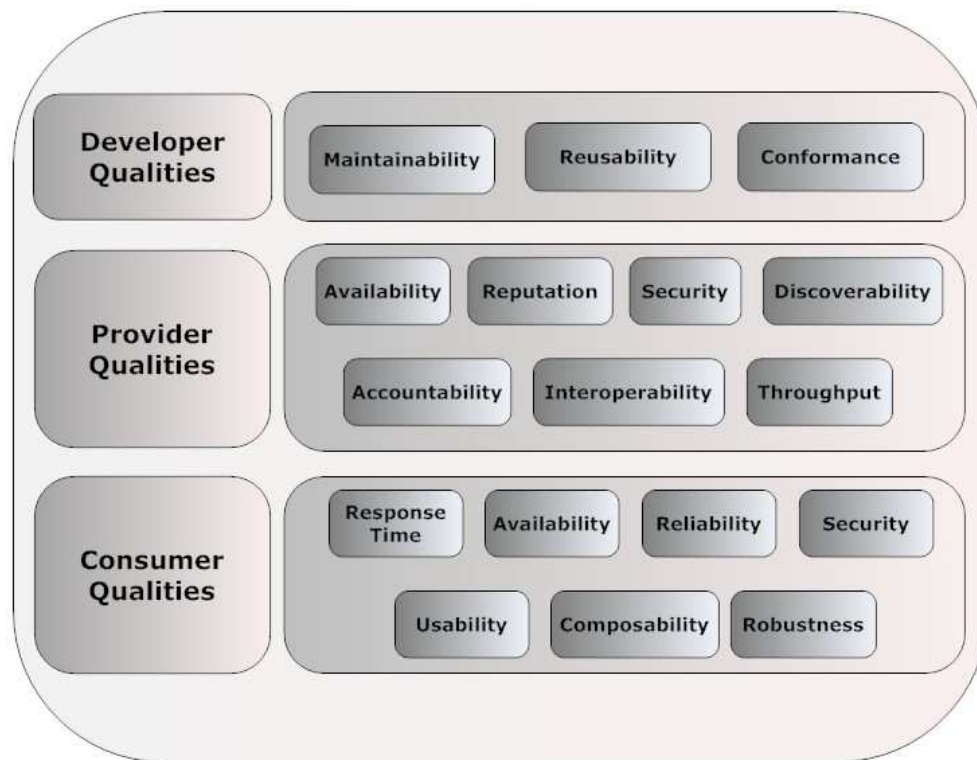 Developer
Qualities
Maintainability Reusability Conformance
Provider
Qualities
Availability Reputation Security Discoverability
Accountability Interoperability Throughput
Consumer
Qualities
Response
Time
Availability Reliability Security
Usability Composability Robustness